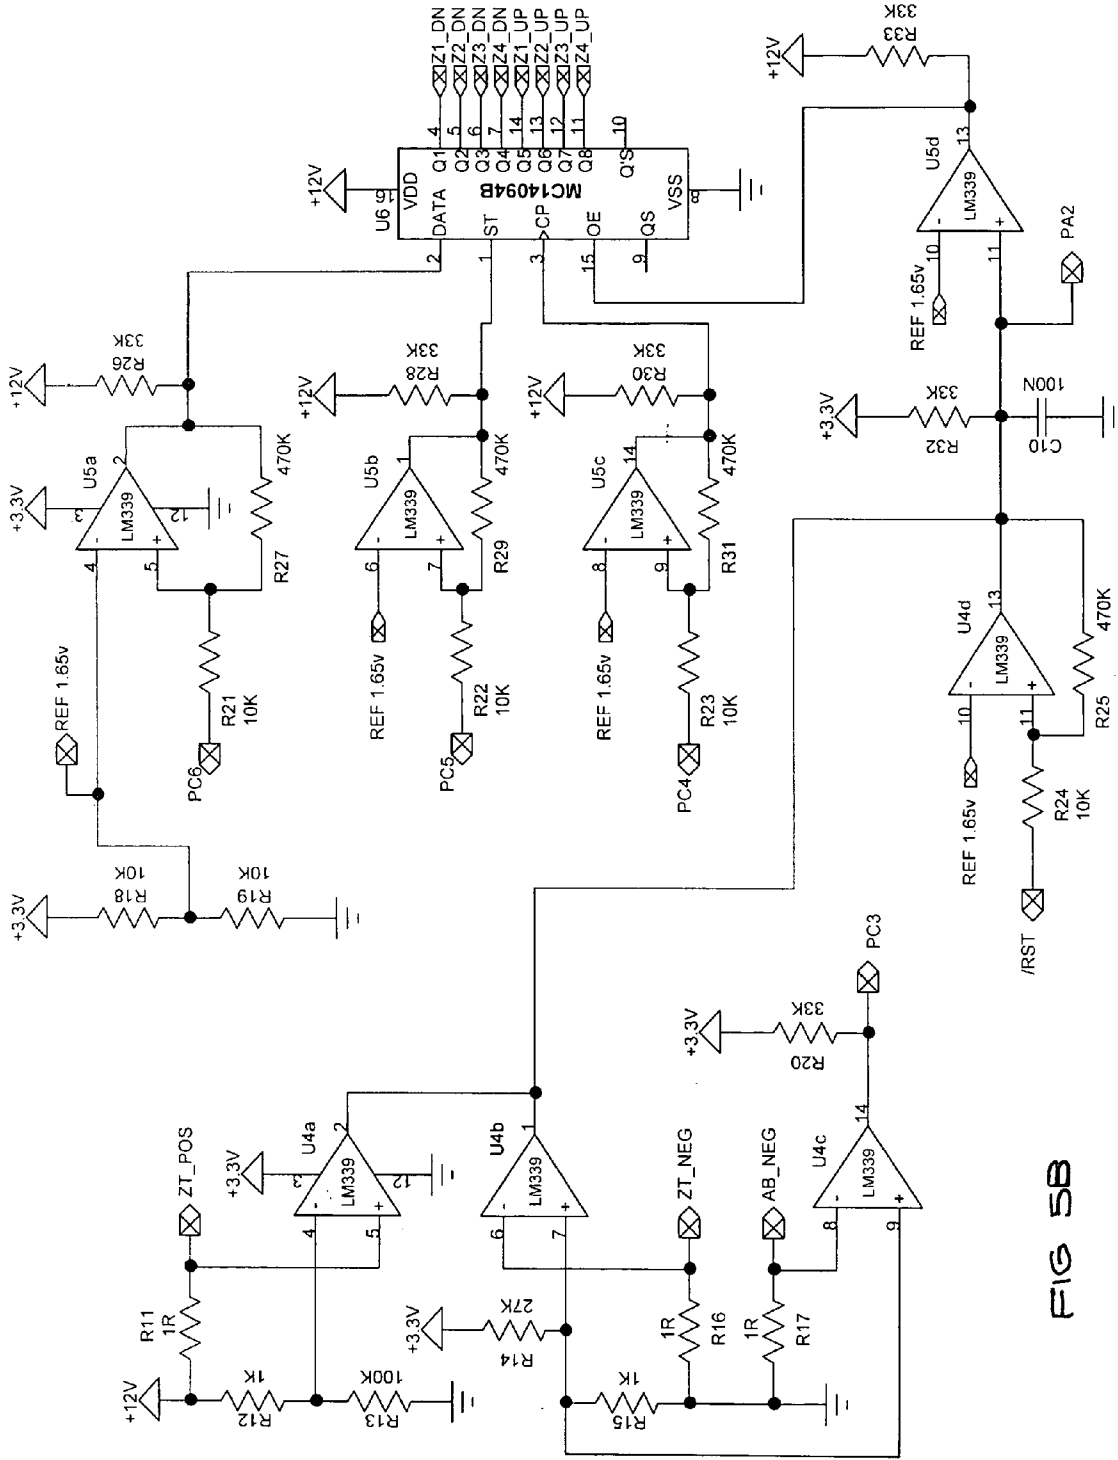 Z1_DN
Z2_DN
Z3_DN
Z4_DN
Z1_UP
Z2_UP
Z3_UP
Z4_UP
4
5
6
7
14
13
12
11
10
Q1
Q2
Q3
Q4
Q5
Q6
Q7
Q8
Q'S
+12V
16
VDD
U6
MC14094B
VSS
8
DATA
ST
CP
OE
QS
2
1
3
15
9
+12V
33K
R33
13
U5d
LM339
-
+
10
11
REF 1.65v
PA2
+12V
33K
R26
+3.3V
3
U5a
2
LM339
12
-
+
4
5
470K
R27
REF 1.65v
R21
10K
PC6
+3.3V
10K
R18
10K
R19
+12V
33K
R28
U5b
1
LM339
-
+
6
7
470K
R29
REF 1.65v
R22
10K
PC5
+12V
33K
R30
U5c
14
LM339
-
+
8
9
470K
R31
REF 1.65v
R23
10K
PC4
+3.3V
33K
R32
100N
C10
U4d
13
LM339
-
+
10
11
470K
R25
REF 1.65v
R24
10K
/RST
ZT_POS
+3.3V
3
U4a
2
LM339
12
-
+
4
5
R11
1R
+12V
1K
R12
100K
R13
U4b
1
LM339
-
+
6
7
+3.3V
27K
R14
1K
R15
ZT_NEG
1R
R16
AB_NEG
1R
R17
U4c
14
LM339
-
+
8
9
+3.3V
33K
R20
PC3
FIG 5B